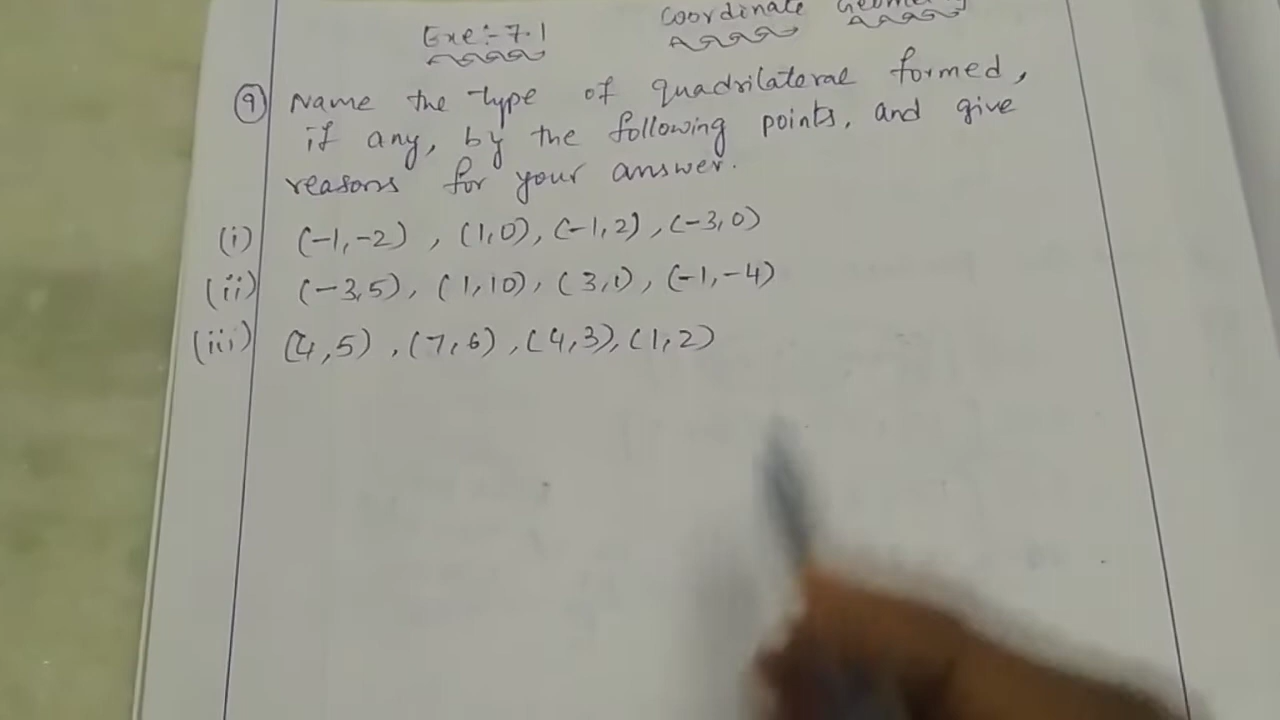 Exe:- 7.1 Coordinate Geometry
(9) Name the type of quadrilateral formed,
if any, by the following points, and give
reasons for your answer.
(i) (-1,-2) , (1,0), (-1,2), (-3,0)
(ii) (-3,5), (1,10), (3,1), (-1,-4)
(iii) (4,5) , (7,6) , (4,3), (1,2)